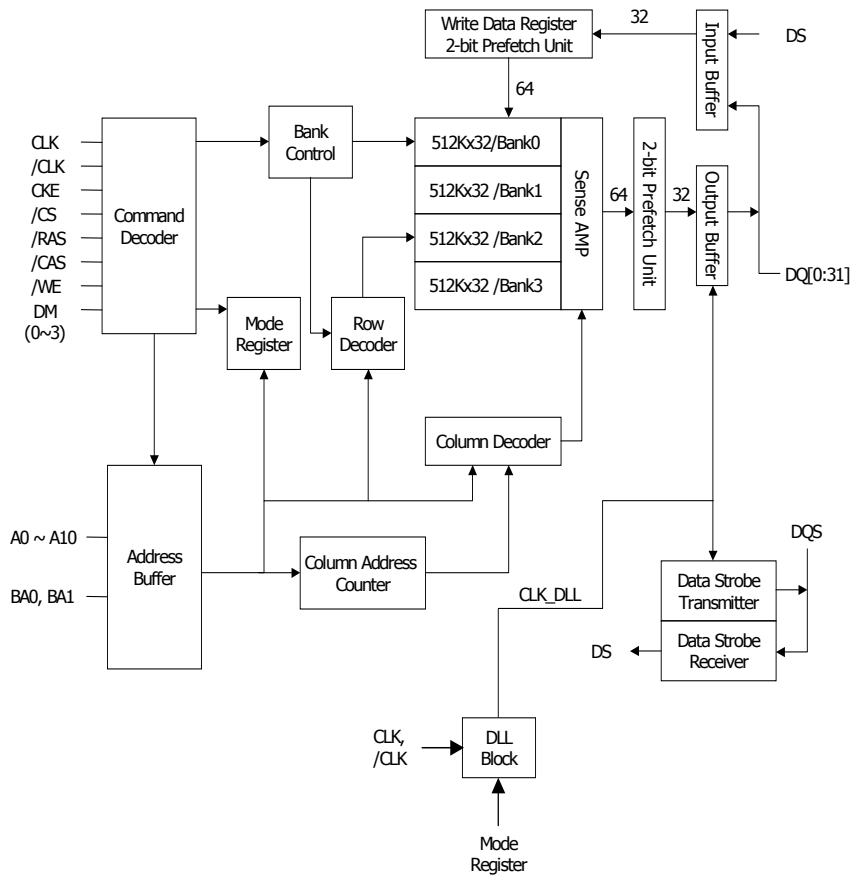 Write Data Register
2-bit Prefetch Unit
32
Input Buffer
DS
64
Bank
Control
CLK
/CLK
CKE
/CS
/RAS
/CAS
/WE
DM
(0~3)
Command
Decoder
512Kx32/Bank0
512Kx32 /Bank1
512Kx32 /Bank2
512Kx32 /Bank3
Sense AMP
64
2-bit Prefetch Unit
32
Output Buffer
DQ[0:31]
Mode
Register
Row
Decoder
Column Decoder
A0 ~ A10
BA0, BA1
Address
Buffer
Column Address
Counter
CLK_DLL
DQS
Data Strobe
Transmitter
Data Strobe
Receiver
DS
CLK,
/CLK
DLL
Block
Mode
Register